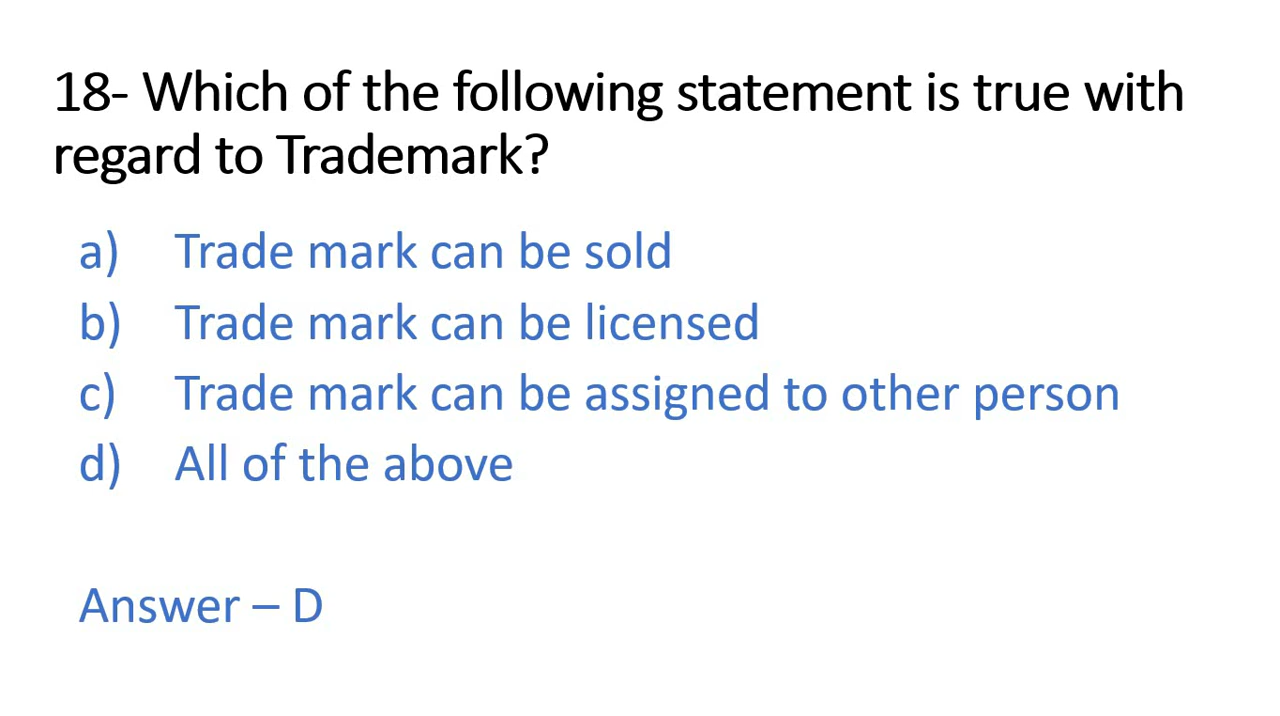 18- Which of the following statement is true with
regard to Trademark?
a) Trade mark can be sold
b) Trade mark can be licensed
c) Trade mark can be assigned to other person
d) All of the above
Answer – D